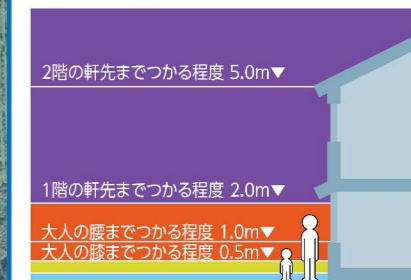 2階の軒先までつかる程度 5.0m▼
1階の軒先までつかる程度 2.0m▼
大人の腰までつかる程度 1.0m▼
大人の膝までつかる程度 0.5m▼